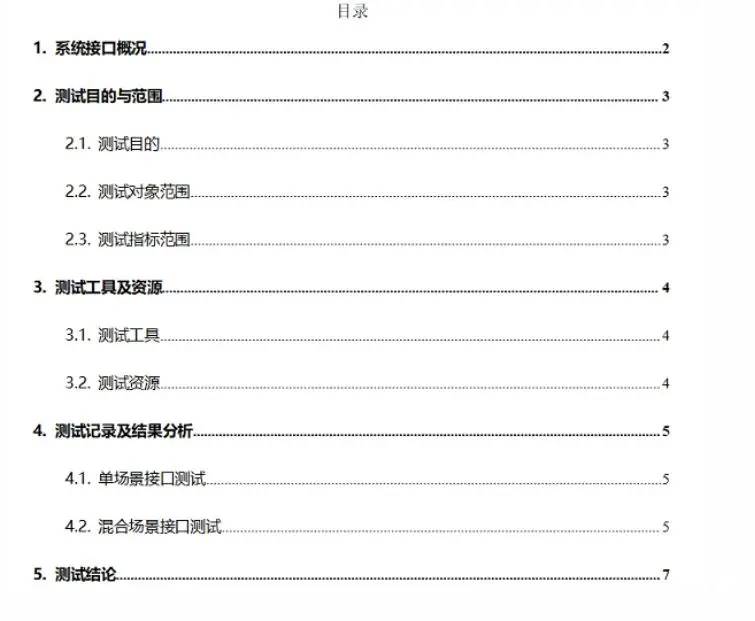 目录
1. 系统接口概况 2
2. 测试目的与范围 3
2.1. 测试目的 3
2.2. 测试对象范围 3
2.3. 测试指标范围 3
3. 测试工具及资源 4
3.1. 测试工具 4
3.2. 测试资源 4
4. 测试记录及结果分析 5
4.1. 单场景接口测试 5
4.2. 混合场景接口测试 5
5. 测试结论 7